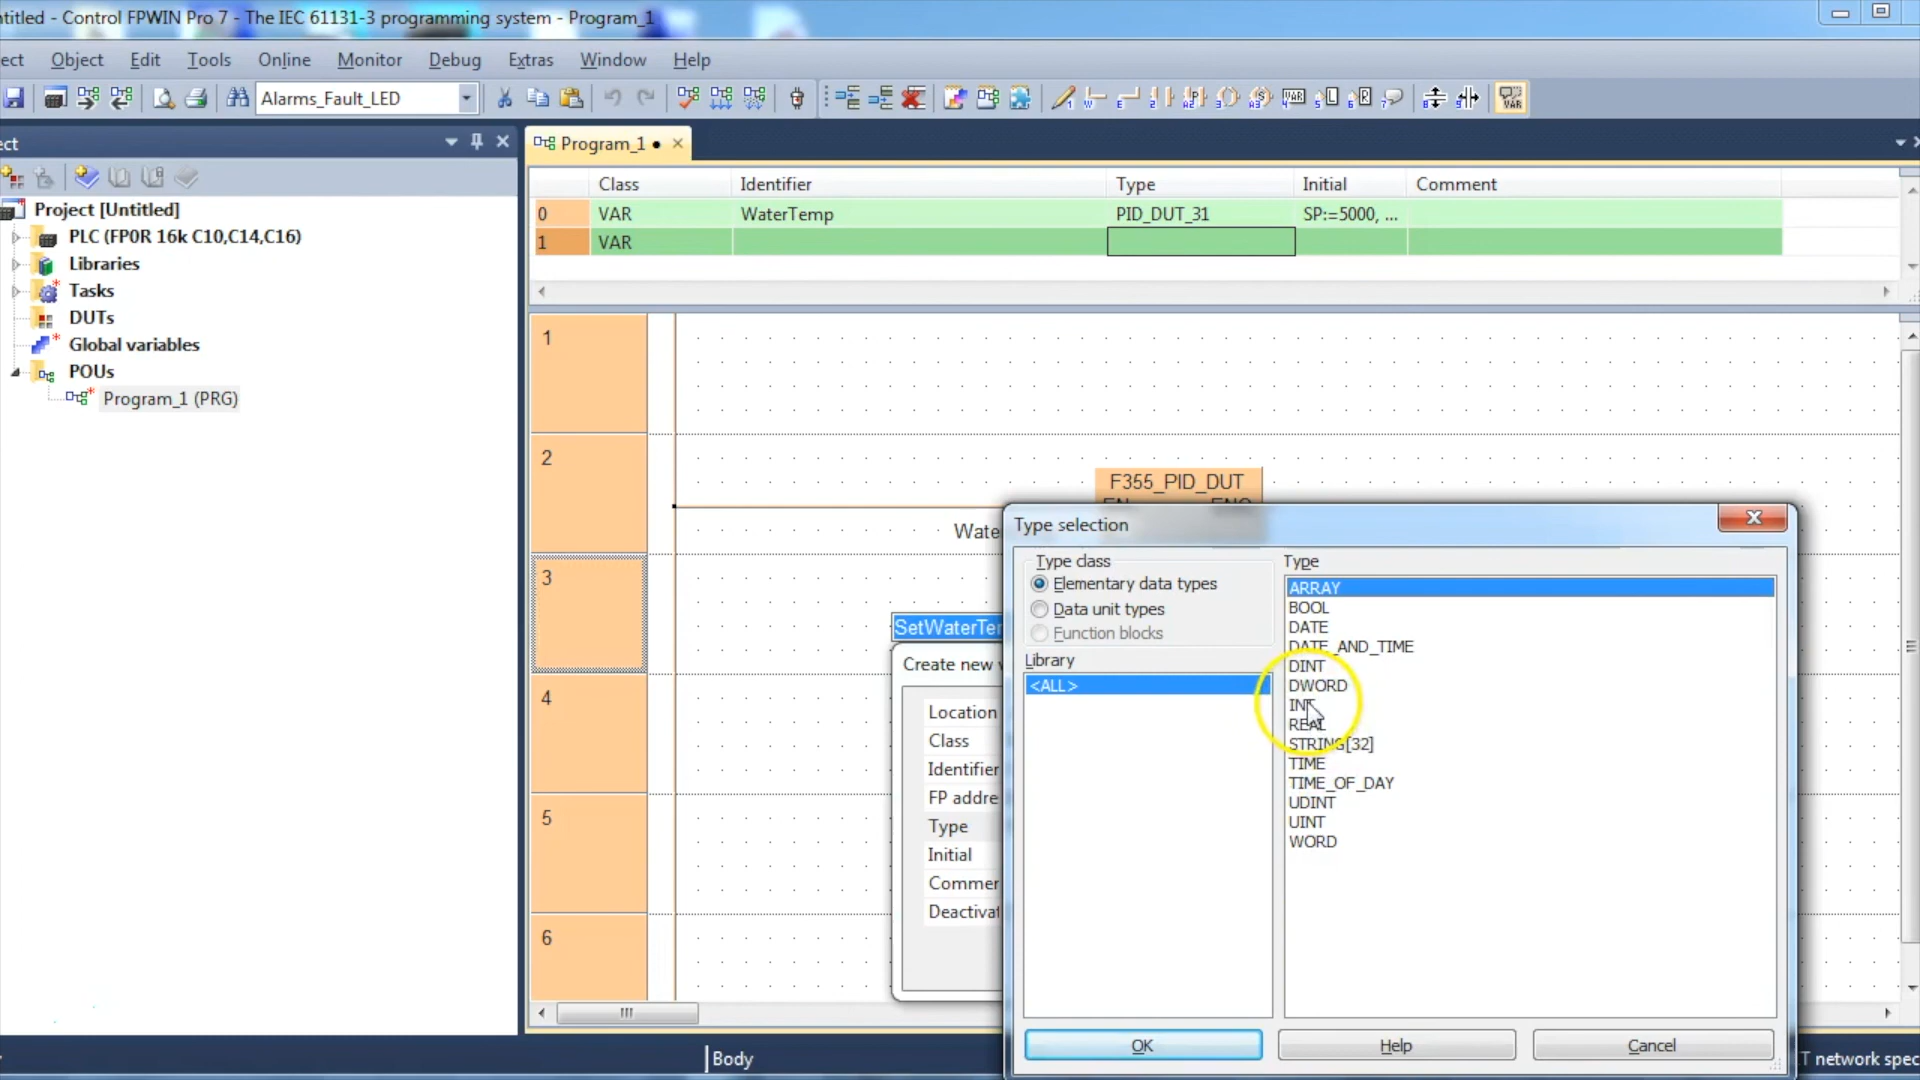 ntitled - Control FPWIN Pro 7 - The IEC 61131-3 programming system - Program_1
ect Object Edit Tools Online Monitor Debug Extras Window Help
Alarms_Fault_LED
ect
Program_1 ● ×
Class Identifier Type Initial Comment
0 VAR WaterTemp PID_DUT_31 SP:=5000, ...
1 VAR
Project [Untitled]
PLC (FP0R 16k C10,C14,C16)
Libraries
Tasks
DUTs
Global variables
POUs
Program_1 (PRG)
1
2
F355_PID_DUT
Wate
3
SetWaterTe
Create new
4
Location
Class
Identifier
FP addre
5
Type
Initial
Commer
Deactivat
6
Type selection
Type class
Elementary data types
Data unit types
Function blocks
Library
<ALL>
Type
ARRAY
BOOL
DATE
DATE_AND_TIME
DINT
DWORD
INT
REAL
STRING[32]
TIME
TIME_OF_DAY
UDINT
UINT
WORD
OK Help Cancel
Body
T network spec